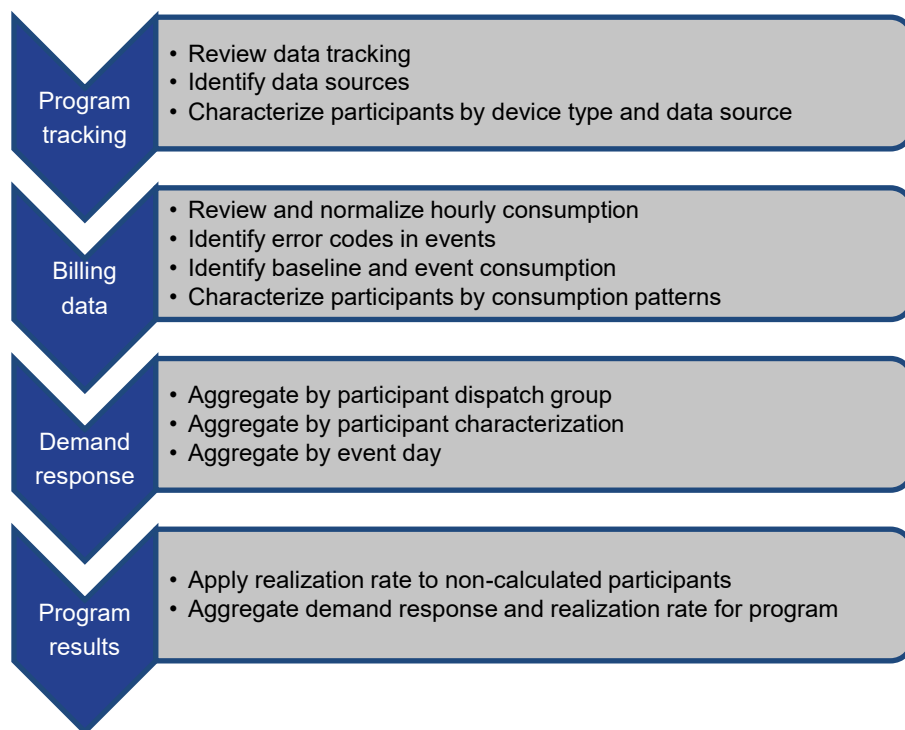 Program
tracking
• Review data tracking
• Identify data sources
• Characterize participants by device type and data source
Billing
data
• Review and normalize hourly consumption
• Identify error codes in events
• Identify baseline and event consumption
• Characterize participants by consumption patterns
Demand
response
• Aggregate by participant dispatch group
• Aggregate by participant characterization
• Aggregate by event day
Program
results
• Apply realization rate to non-calculated participants
• Aggregate demand response and realization rate for program